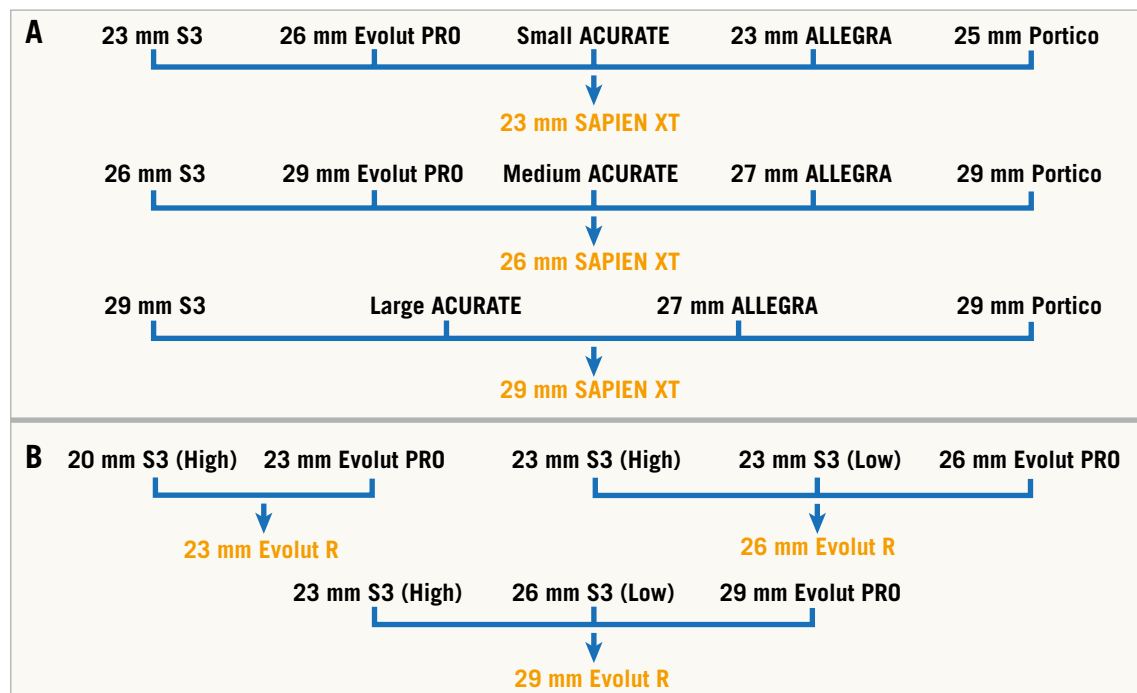 A
23 mm S3 26 mm Evolut PRO Small ACURATE 23 mm ALLEGRA 25 mm Portico
23 mm SAPIEN XT
26 mm S3 29 mm Evolut PRO Medium ACURATE 27 mm ALLEGRA 29 mm Portico
26 mm SAPIEN XT
29 mm S3 Large ACURATE 27 mm ALLEGRA 29 mm Portico
29 mm SAPIEN XT
B
20 mm S3 (High) 23 mm Evolut PRO 23 mm S3 (High) 23 mm S3 (Low) 26 mm Evolut PRO
23 mm Evolut R 26 mm Evolut R
23 mm S3 (High) 26 mm S3 (Low) 29 mm Evolut PRO
29 mm Evolut R